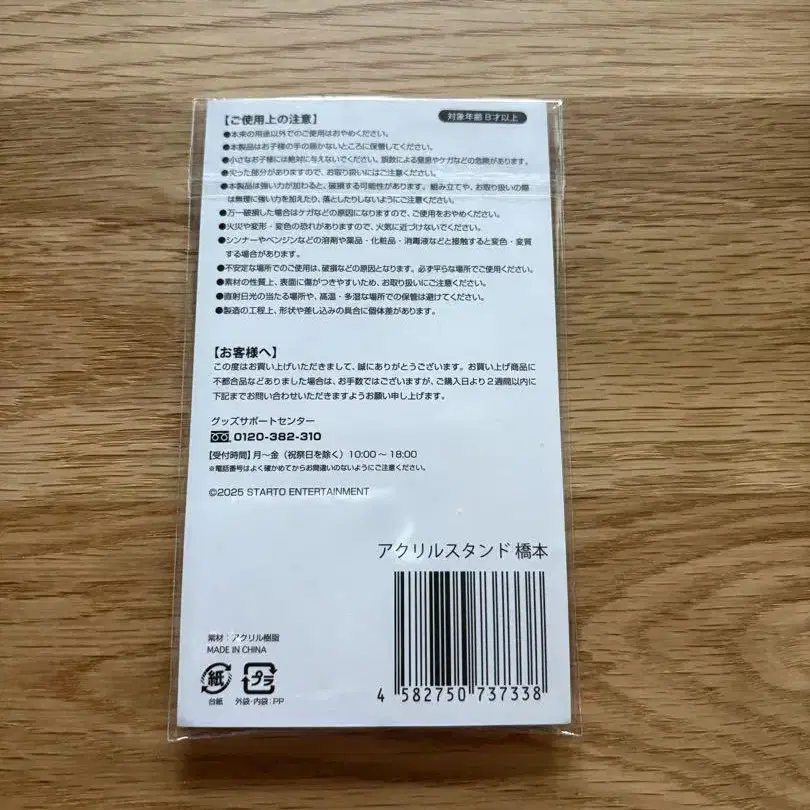 【ご使用上の注意】
対象年齢8才以上
●本来の用途以外でのご使用はおやめください。
●本製品はお子様の手の届かないところに保管してください。
●小さなお子様には絶対に与えないでください。誤飲による窒息やケガなどの危険があります。
●尖った部分がありますので、お取り扱いにはご注意ください。
●本製品は強い力が加わると、破損する可能性があります。組み立てや、お取り扱いの際
は無理に強い力を加えたり、落としたりしないようにご注意ください。
●万一破損した場合はケガなどの原因になりますので、ご使用をおやめください。
●火災や変形・変色の恐れがありますので、火気に近づけないでください。
●シンナーやベンジンなどの溶剤や薬品・化粧品・消毒液などと接触すると変色・変質
する場合があります。
●不安定な場所でのご使用は、破損などの原因となります。必ず平らな場所でご使用ください。
●素材の性質上、表面に傷がつきやすいため、お取り扱いにご注意ください。
●直射日光の当たる場所や、高温・多湿な場所での保管は避けてください。
●製造の工程上、形状や差し込みの具合に個体差があります。
【お客様へ】
この度はお買い上げいただきまして、誠にありがとうございます。お買い上げ商品に
不都合品などありました場合は、お手数ではございますが、ご購入日より2週間以内に
下記までお問い合わせいただきますようお願い申し上げます。
グッズサポートセンター
0120-382-310
【受付時間】月〜金(祝祭日を除く)10:00〜18:00
※電話番号はよく確かめてからお間違いのないようにご注意ください。
©2025 STARTO ENTERTAINMENT
アクリルスタンド 橋本
素材:アクリル樹脂
MADE IN CHINA
紙 プラ
台紙 外袋・内袋:PP
4 582750 737338